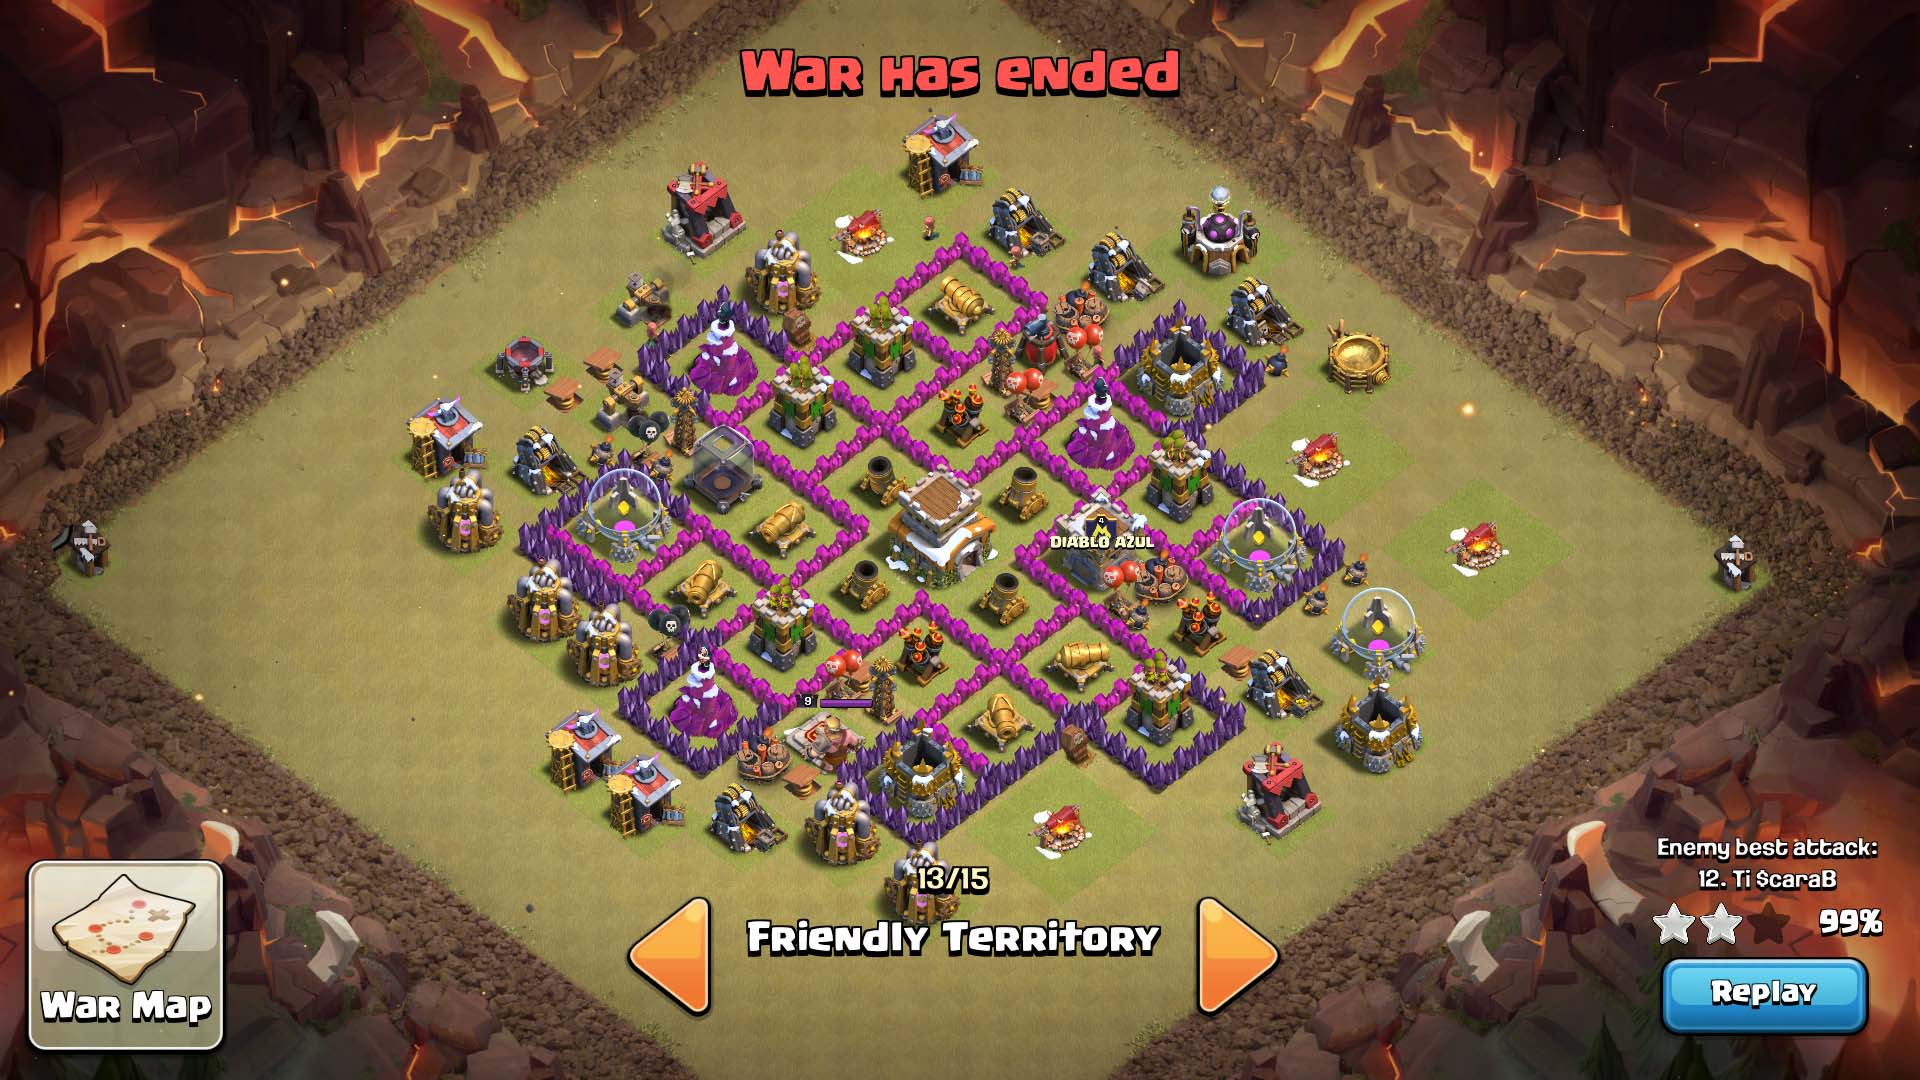 War has ended
4
DIABLO AZUL
9
13/15
Friendly Territory
War Map
Enemy best attack:
12. Ti $caraB
99%
Replay